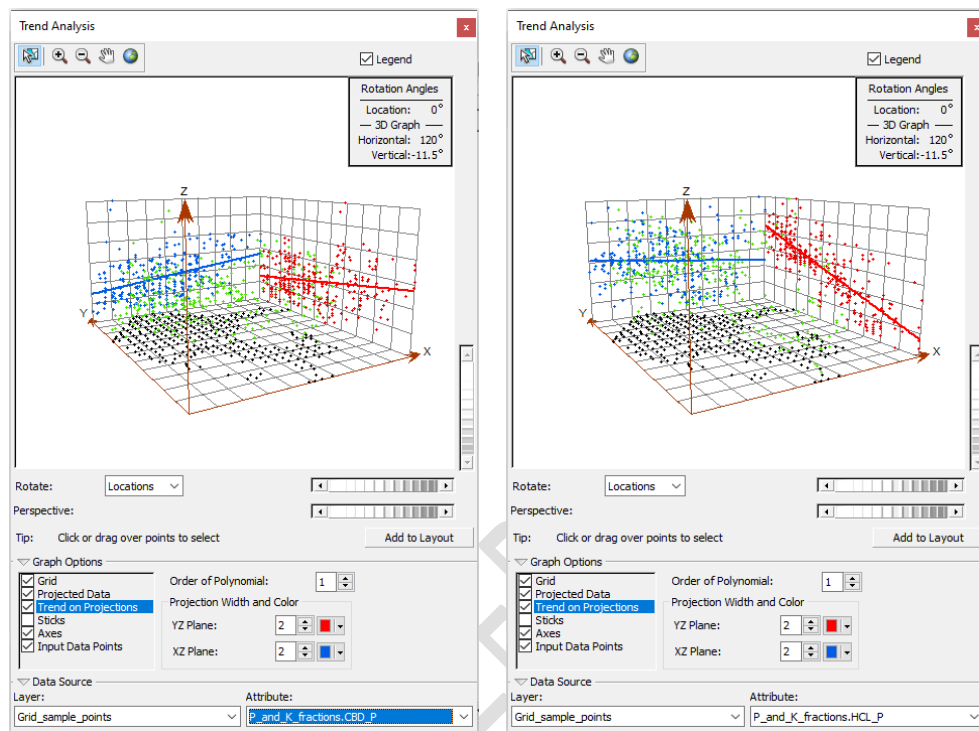 Trend Analysis
x
Legend
Rotation Angles
Location: 0°
— 3D Graph —
Horizontal: 120°
Vertical:-11.5°
Z
Y
X
Rotate: Locations
Perspective:
Tip: Click or drag over points to select Add to Layout
Graph Options
Grid
Projected Data
Trend on Projections
Sticks
Axes
Input Data Points
Order of Polynomial: 1
Projection Width and Color
YZ Plane: 2
XZ Plane: 2
Data Source
Layer: Attribute:
Grid_sample_points P_and_K_fractions.CBD_P
Trend Analysis
x
Legend
Rotation Angles
Location: 0°
— 3D Graph —
Horizontal: 120°
Vertical:-11.5°
Z
Y
X
Rotate: Locations
Perspective:
Tip: Click or drag over points to select Add to Layout
Graph Options
Grid
Projected Data
Trend on Projections
Sticks
Axes
Input Data Points
Order of Polynomial: 1
Projection Width and Color
YZ Plane: 2
XZ Plane: 2
Data Source
Layer: Attribute:
Grid_sample_points P_and_K_fractions.HCL_P